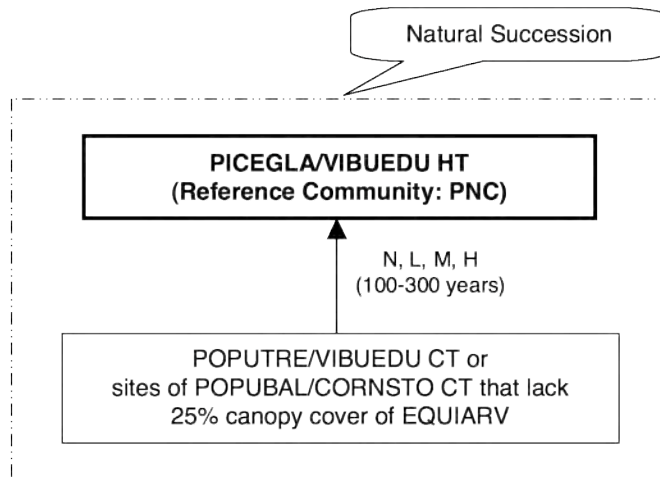 Natural Succession
PICEGLA/VIBUEDU HT
(Reference Community: PNC)
N, L, M, H
(100-300 years)
POPUTRE/VIBUEDU CT or
sites of POPUBAL/CORNSTO CT that lack
25% canopy cover of EQUIARV